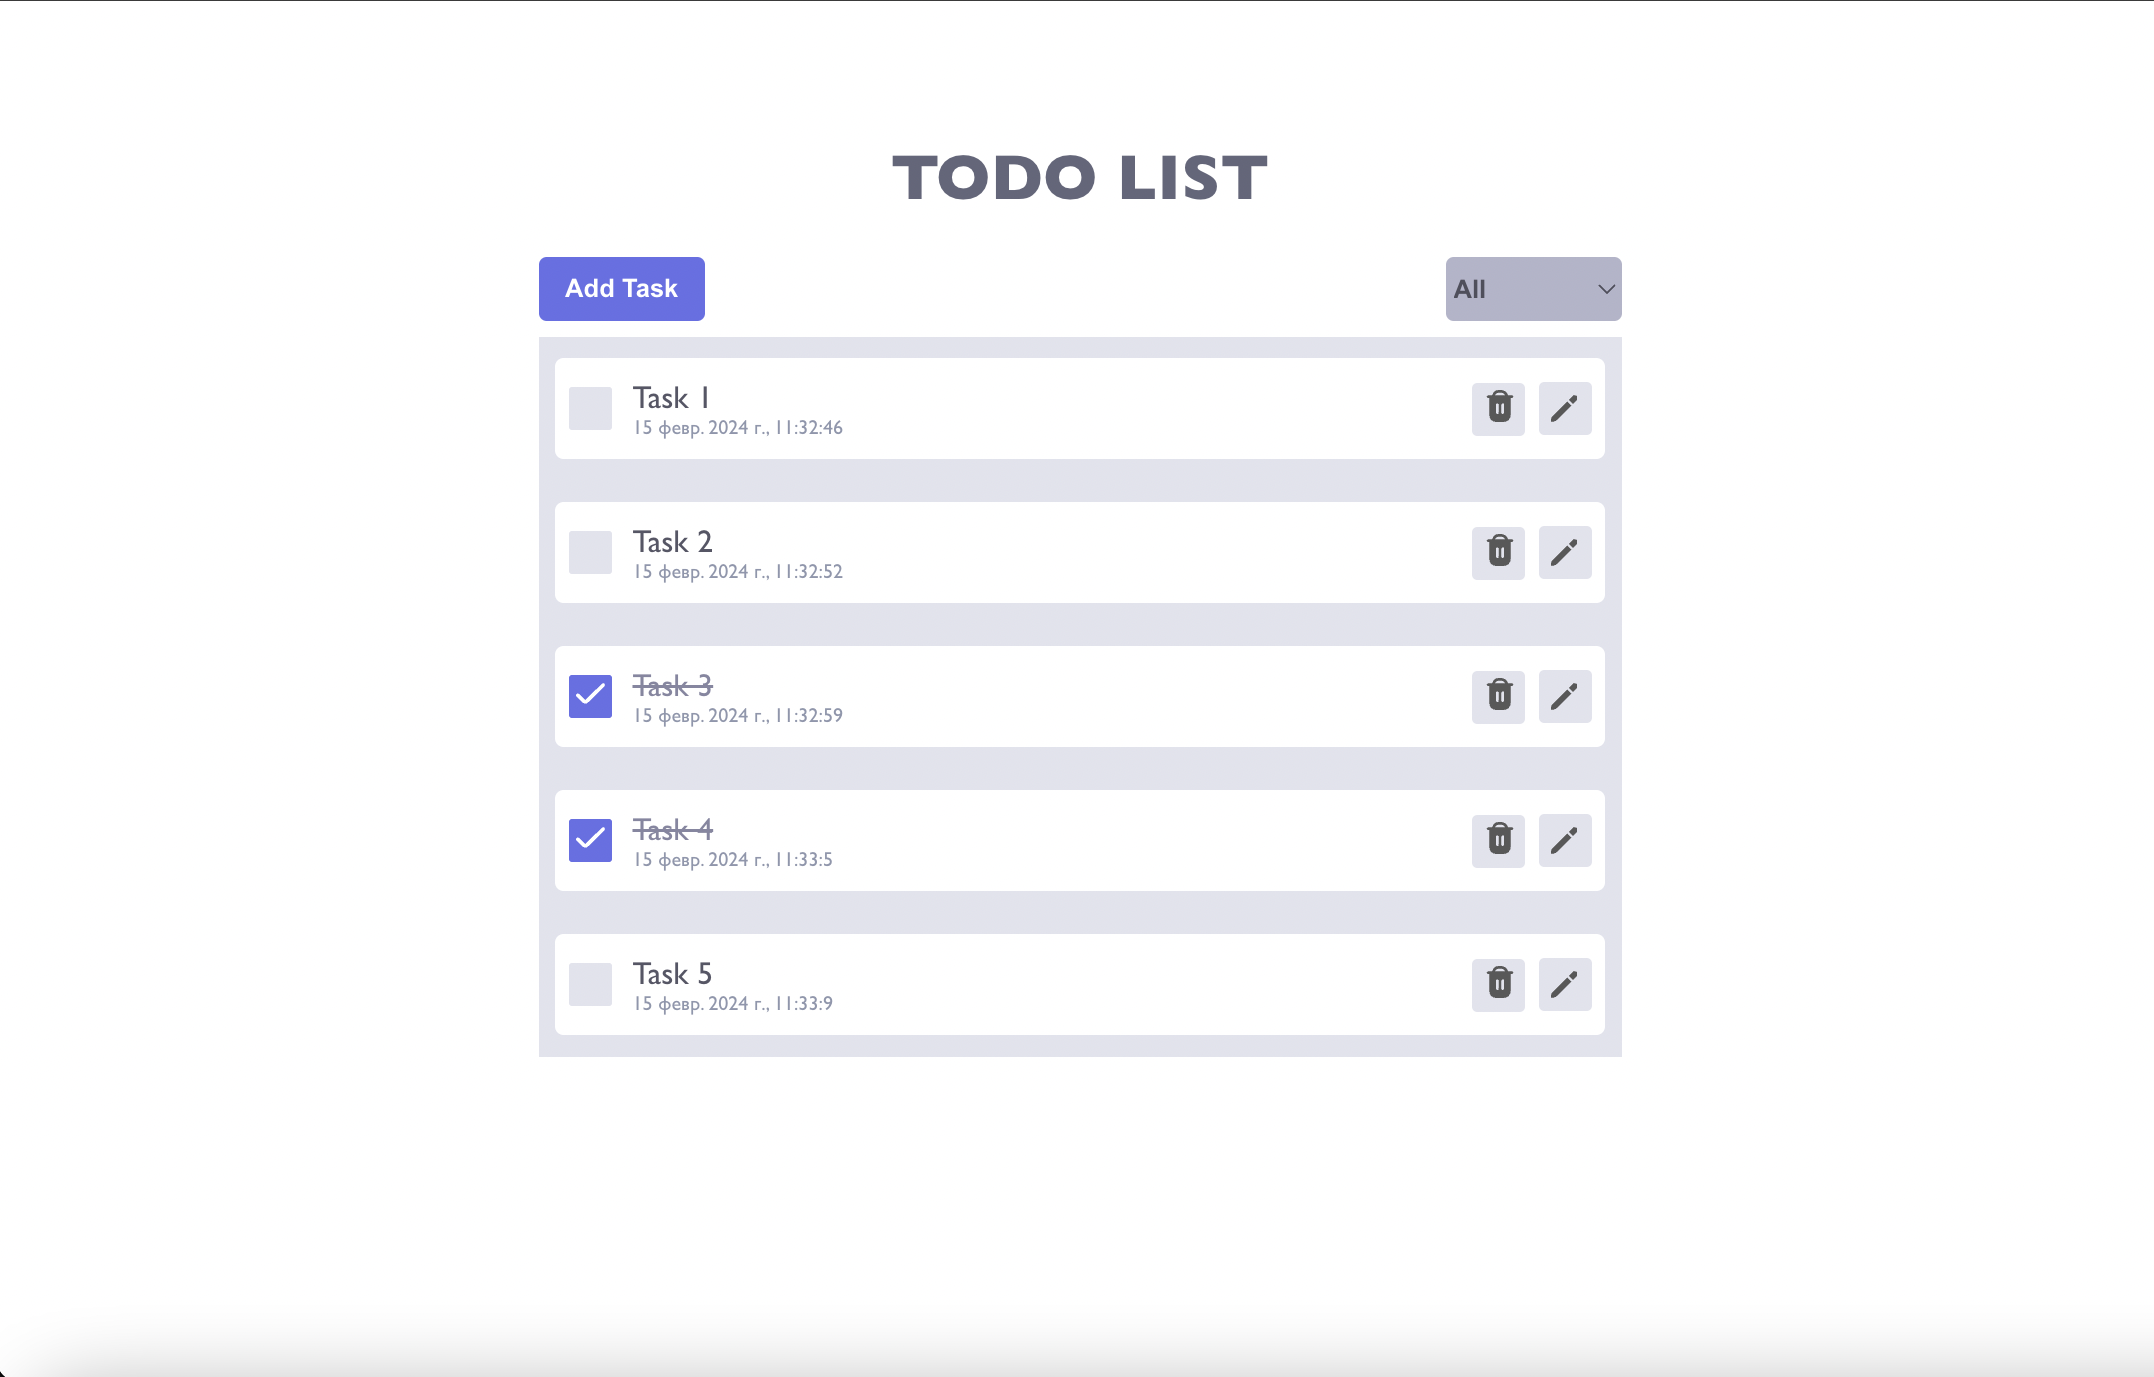 TODO LIST
Add Task
All
Task 1
15 февр. 2024 г., 11:32:46
Task 2
15 февр. 2024 г., 11:32:52
Task 3
15 февр. 2024 г., 11:32:59
Task 4
15 февр. 2024 г., 11:33:5
Task 5
15 февр. 2024 г., 11:33:9